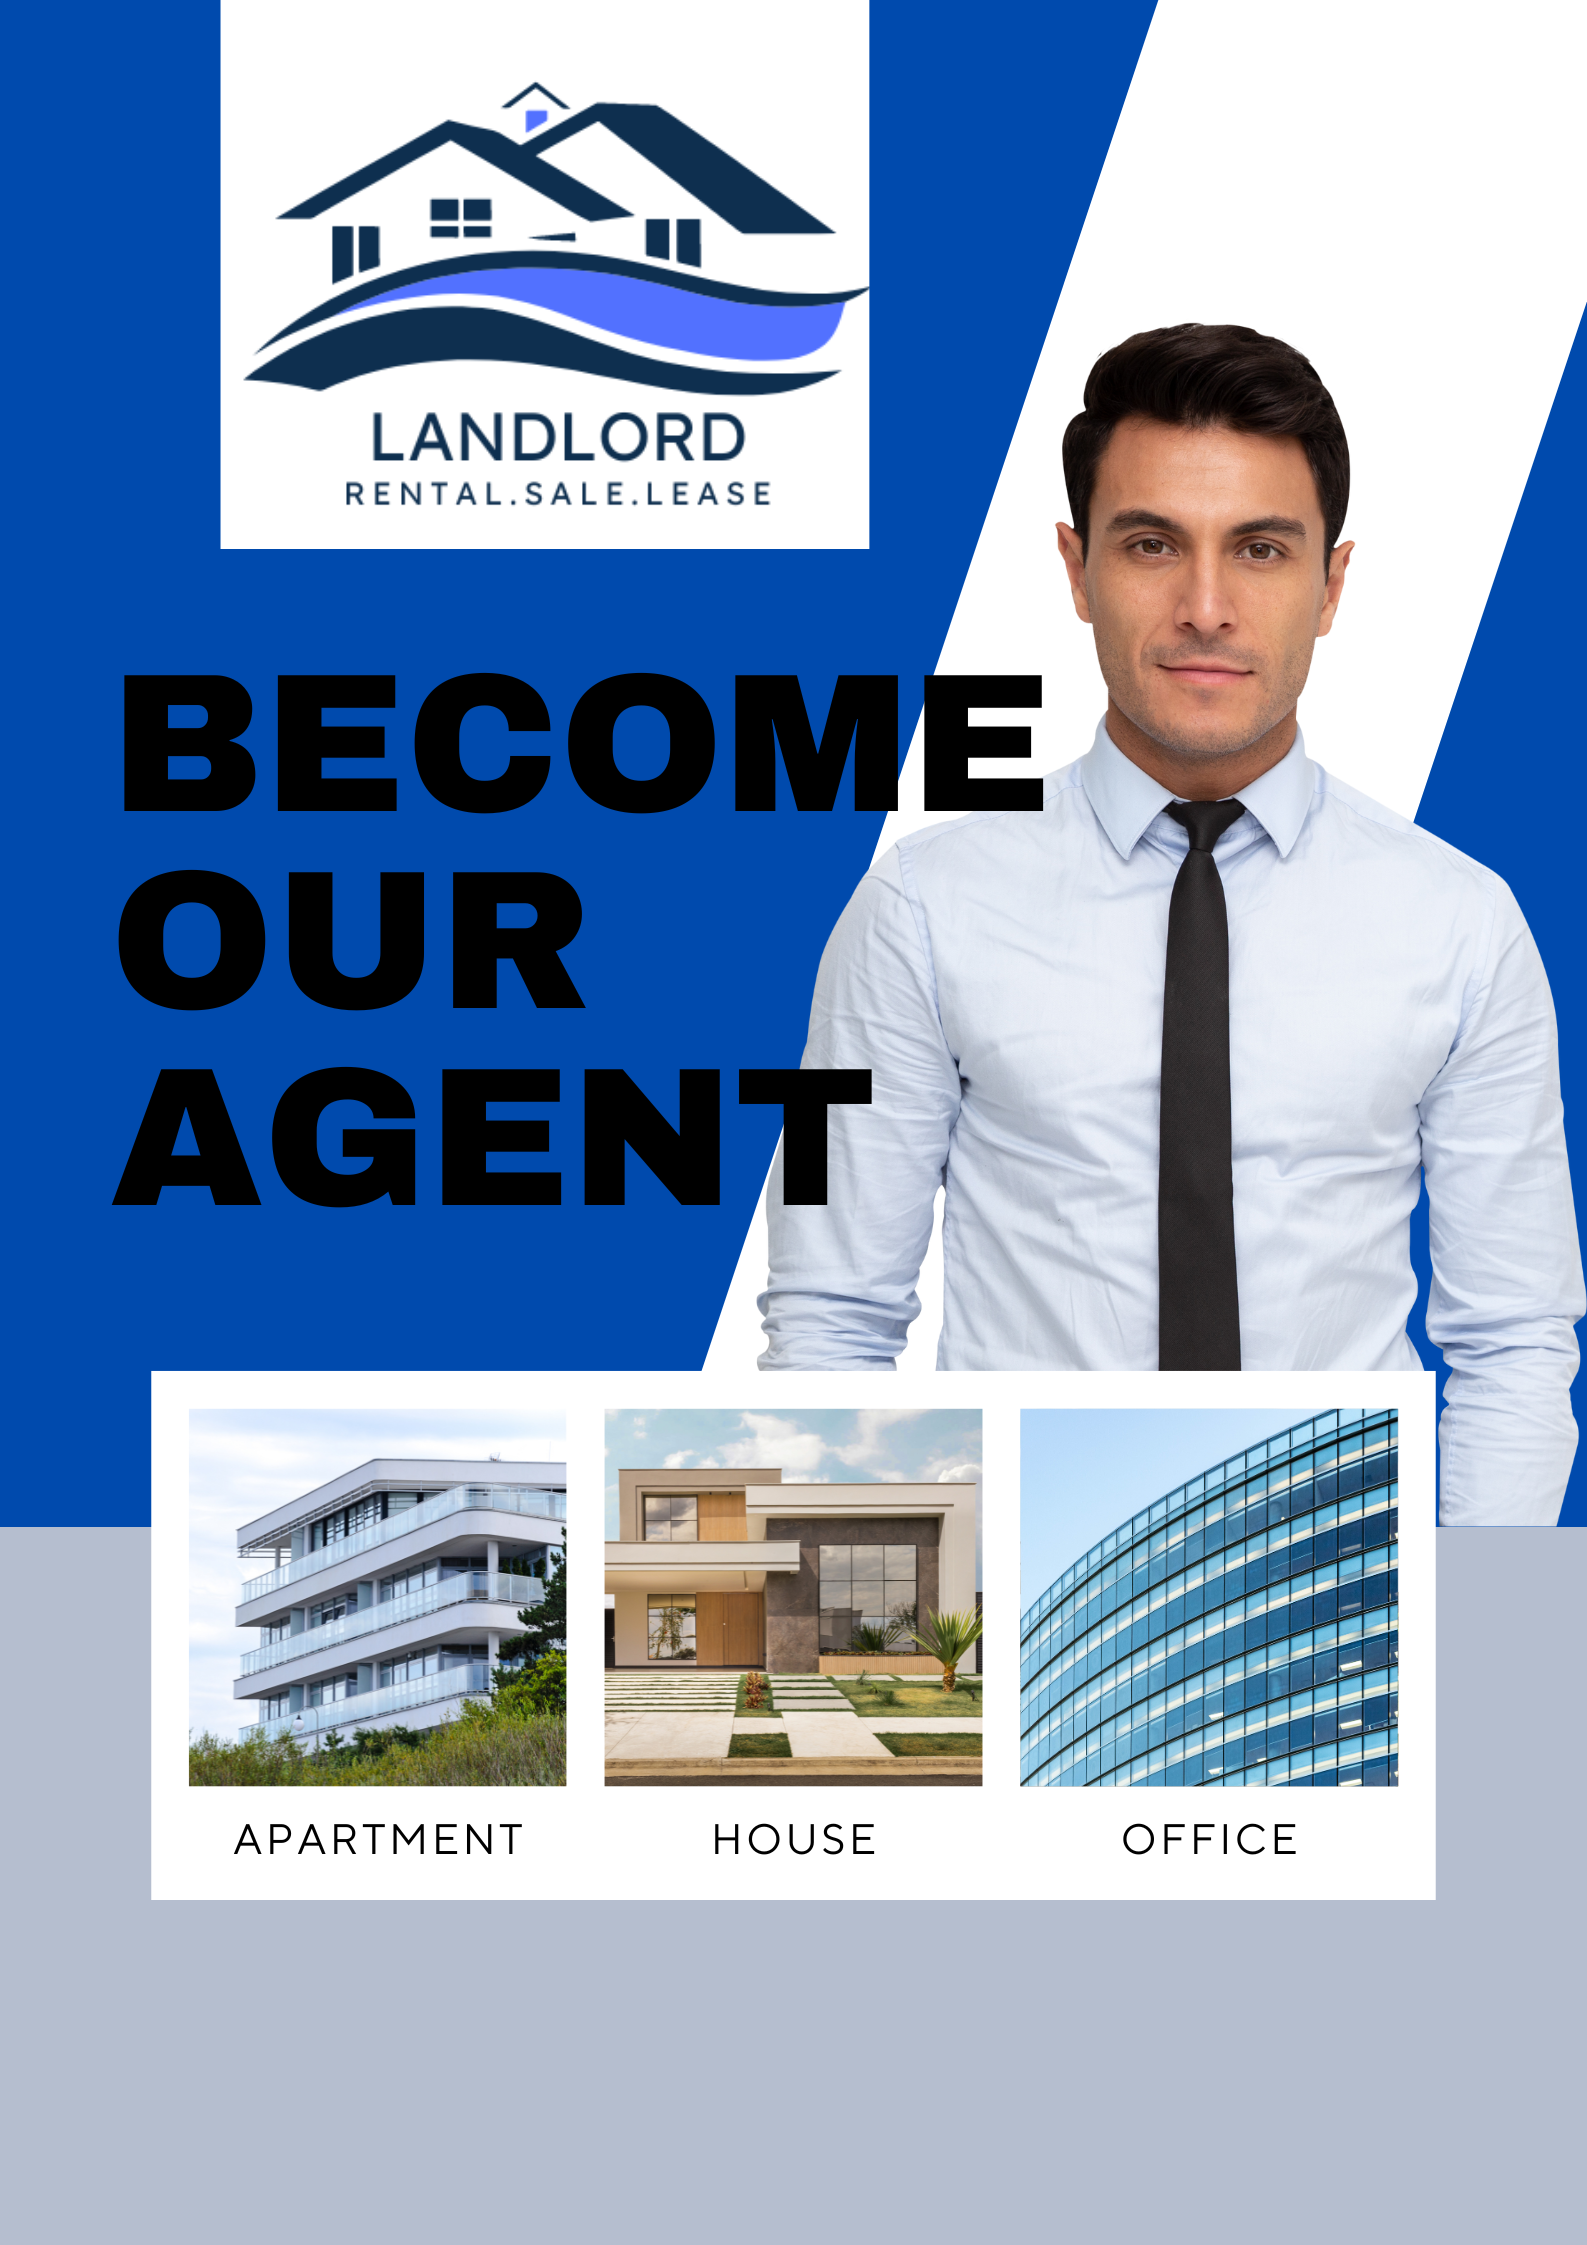 LANDLORD
RENTAL.SALE.LEASE
BECOME
OUR
AGENT
APARTMENT
HOUSE
OFFICE